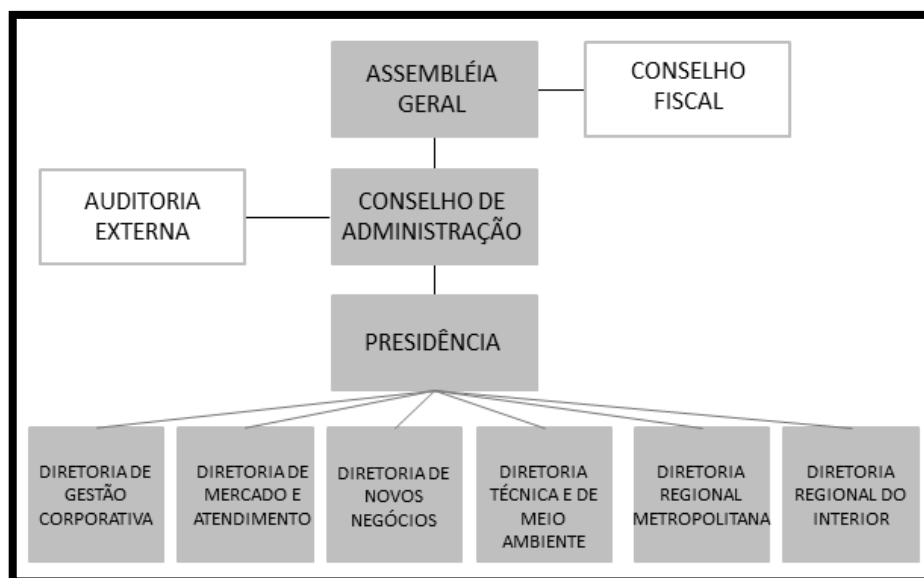 ASSEMBLÉIA
GERAL
CONSELHO
FISCAL
AUDITORIA
EXTERNA
CONSELHO DE
ADMINISTRAÇÃO
PRESIDÊNCIA
DIRETORIA DE
GESTÃO
CORPORATIVA
DIRETORIA DE
MERCADO E
ATENDIMENTO
DIRETORIA DE
NOVOS
NEGÓCIOS
DIRETORIA
TÉCNICA E DE
MEIO
AMBIENTE
DIRETORIA
REGIONAL
METROPOLITANA
DIRETORIA
REGIONAL DO
INTERIOR